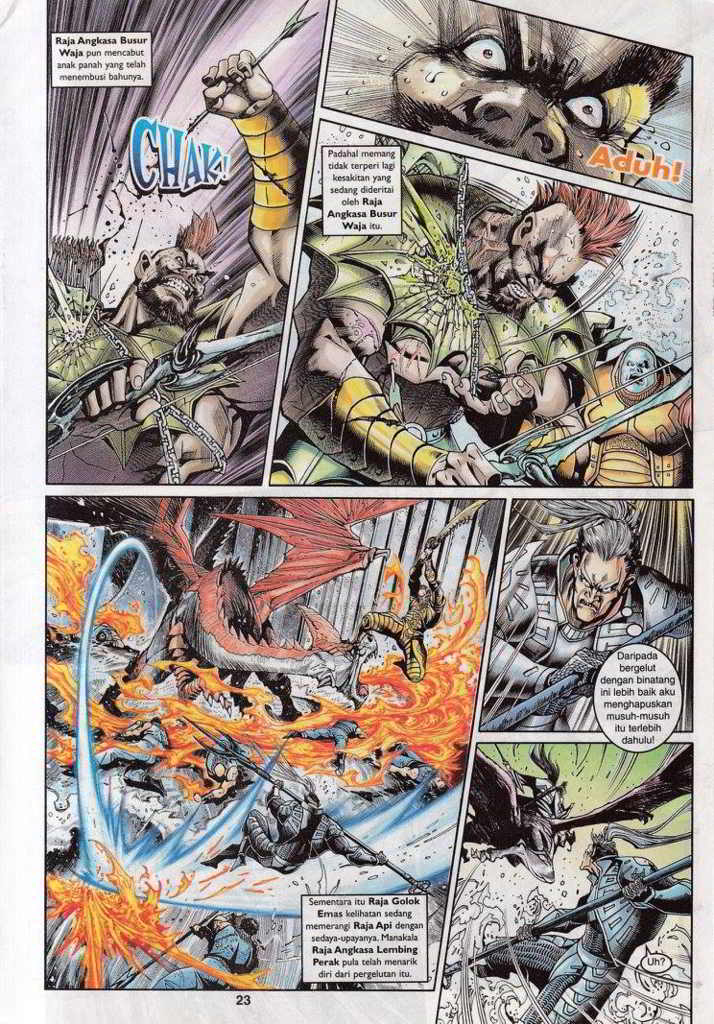 Raja Angkasa Busur
Waja pun mencabut
anak panah yang telah
menembusi bahunya.
CHAK!
Aduh!
Padahal memang
tidak terperi lagi
kesakitan yang
sedang dideritai
oleh Raja
Angkasa Busur
Waja itu.
Sementara itu Raja Golok
Emas kelihatan sedang
memerangi Raja Api dengan
sedaya-upayanya. Manakala
Raja Angkasa Lembing
Perak pula telah menarik
diri dari pergelutan itu.
Daripada
bergelut
dengan binatang
ini lebih baik aku
menghapuskan
musuh-musuh
itu terlebih
dahulu!
Uh?
23